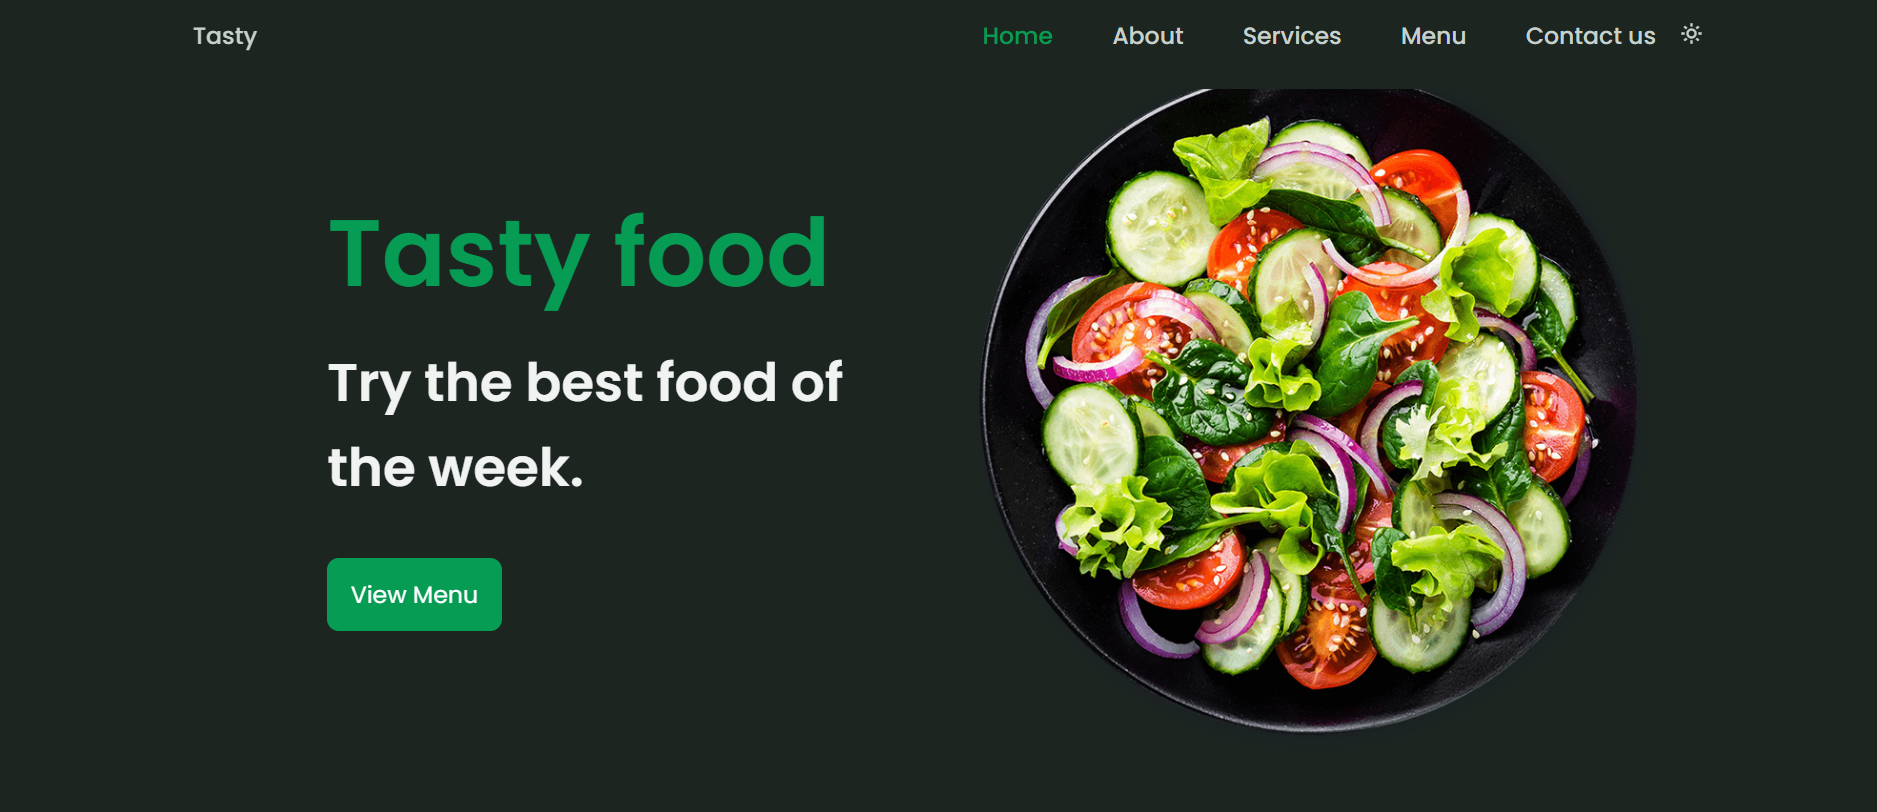 Tasty
Home About Services Menu Contact us
Tasty food
Try the best food of
the week.
View Menu